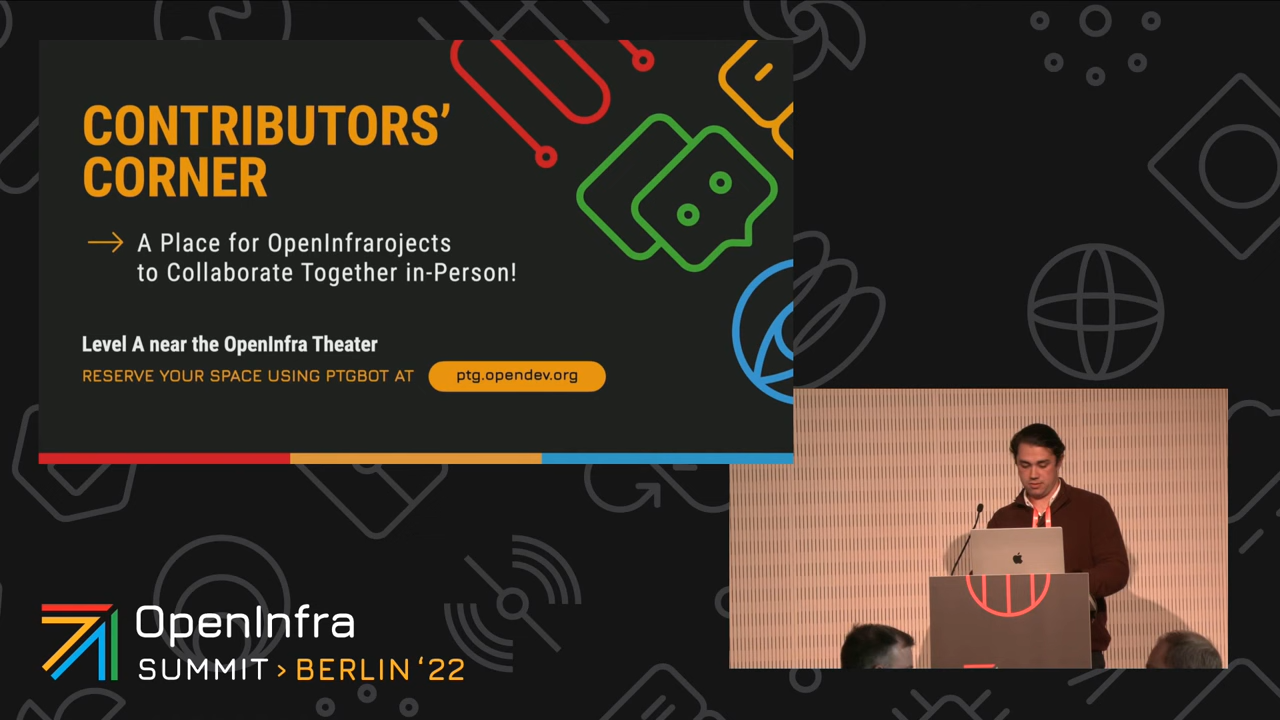 CONTRIBUTORS’
CORNER
A Place for OpenInfrarojects
to Collaborate Together in-Person!
Level A near the OpenInfra Theater
RESERVE YOUR SPACE USING PTGBOT AT ptg.opendev.org
OpenInfra
SUMMIT > BERLIN ‘22